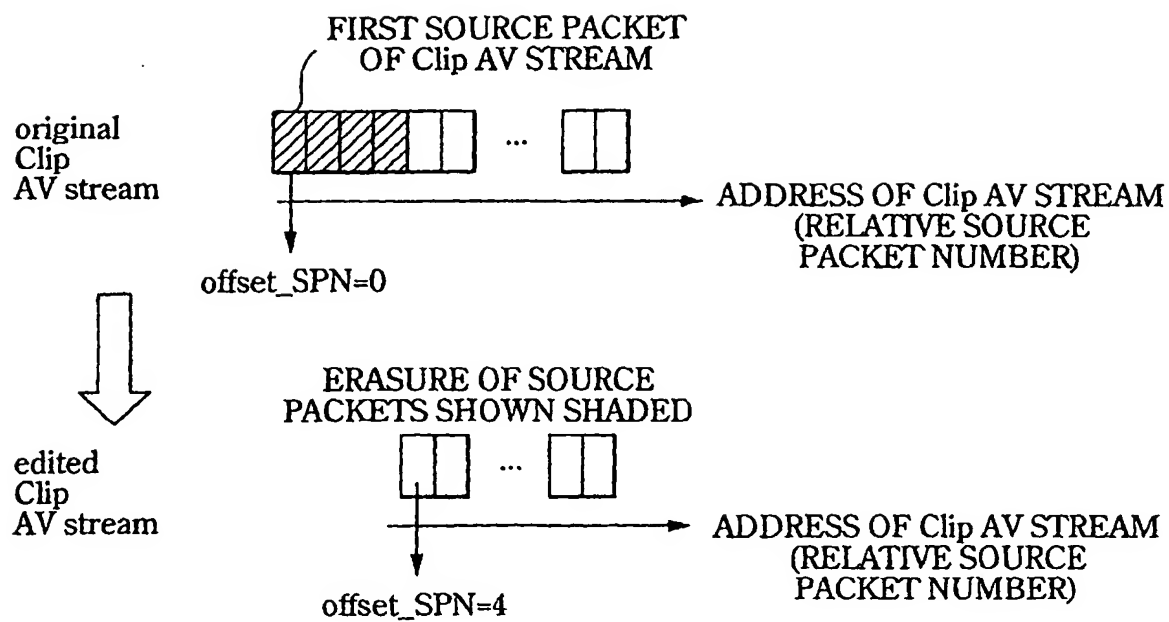 FIRST SOURCE PACKET
OF Clip AV STREAM
original
Clip
AV stream
...
ADDRESS OF Clip AV STREAM
(RELATIVE SOURCE
PACKET NUMBER)
offset_SPN=0
ERASURE OF SOURCE
PACKETS SHOWN SHADED
edited
Clip
AV stream
...
ADDRESS OF Clip AV STREAM
(RELATIVE SOURCE
PACKET NUMBER)
offset_SPN=4